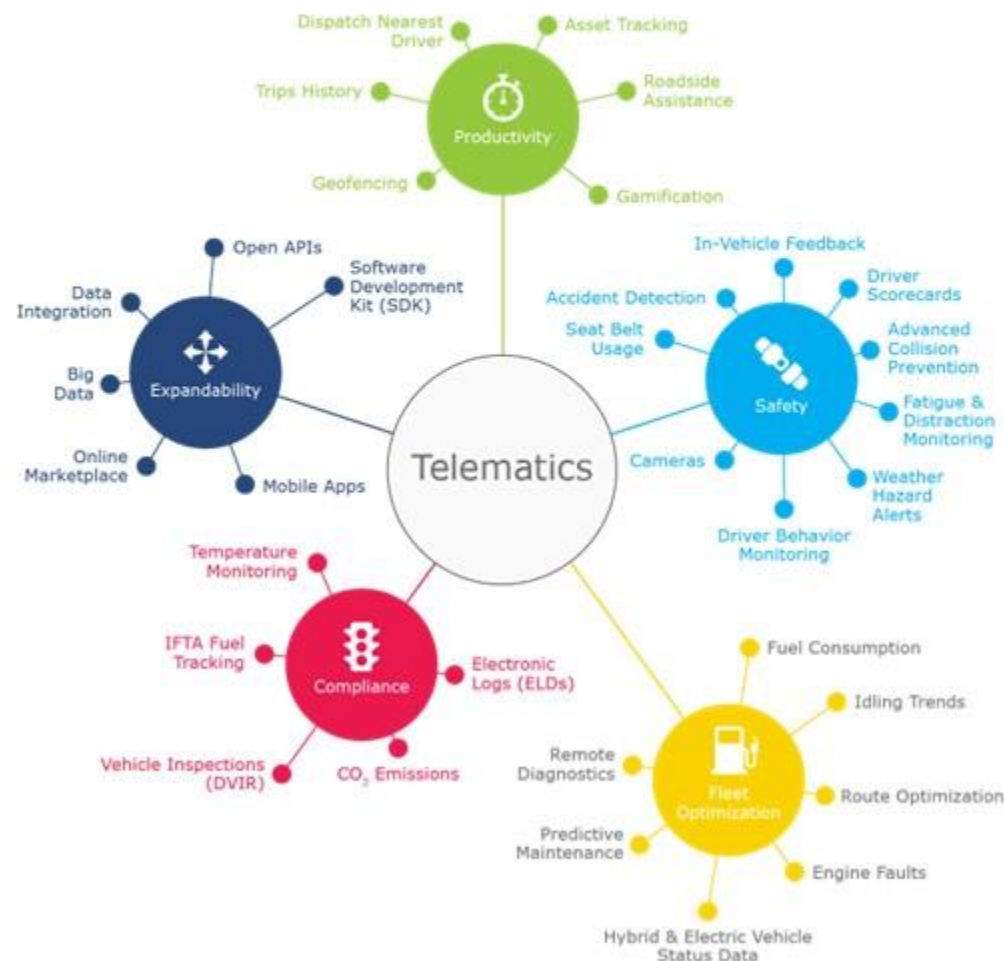 Dispatch Nearest
Driver
Asset Tracking
Trips History
Roadside
Assistance
Productivity
Geofencing
Gamification
Open APIs
Software
Development
Kit (SDK)
Data
Integration
Big
Data
Expandability
Online
Marketplace
Mobile Apps
In-Vehicle Feedback
Accident Detection
Driver
Scorecards
Seat Belt
Usage
Advanced
Collision
Prevention
Safety
Fatigue &
Distraction
Monitoring
Cameras
Weather
Hazard
Alerts
Driver Behavior
Monitoring
Telematics
Temperature
Monitoring
IFTA Fuel
Tracking
Compliance
Electronic
Logs (ELDs)
Vehicle Inspections
(DVIR)
CO₂ Emissions
Fuel Consumption
Idling Trends
Remote
Diagnostics
Fleet
Optimization
Route Optimization
Predictive
Maintenance
Engine Faults
Hybrid & Electric Vehicle
Status Data